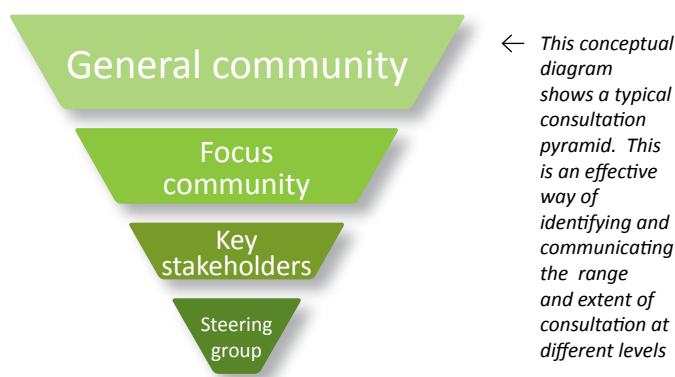 General community
Focus
community
Key
stakeholders
Steering
group
← This conceptual
diagram
shows a typical
consultation
pyramid.  This
is an effective
way of
identifying and
communicating
the  range
and extent of
consultation at
different levels